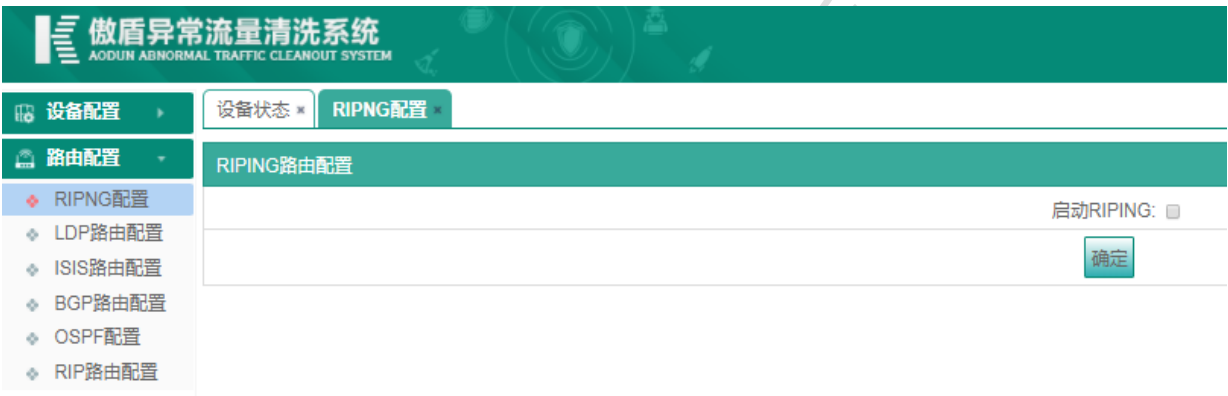 傲盾异常流量清洗系统
AODUN ABNORMAL TRAFFIC CLEANOUT SYSTEM
设备配置
设备状态 × RIPNG配置 ×
路由配置
RIPING路由配置
RIPNG配置
启动RIPING:
LDP路由配置
确定
ISIS路由配置
BGP路由配置
OSPF配置
RIP路由配置